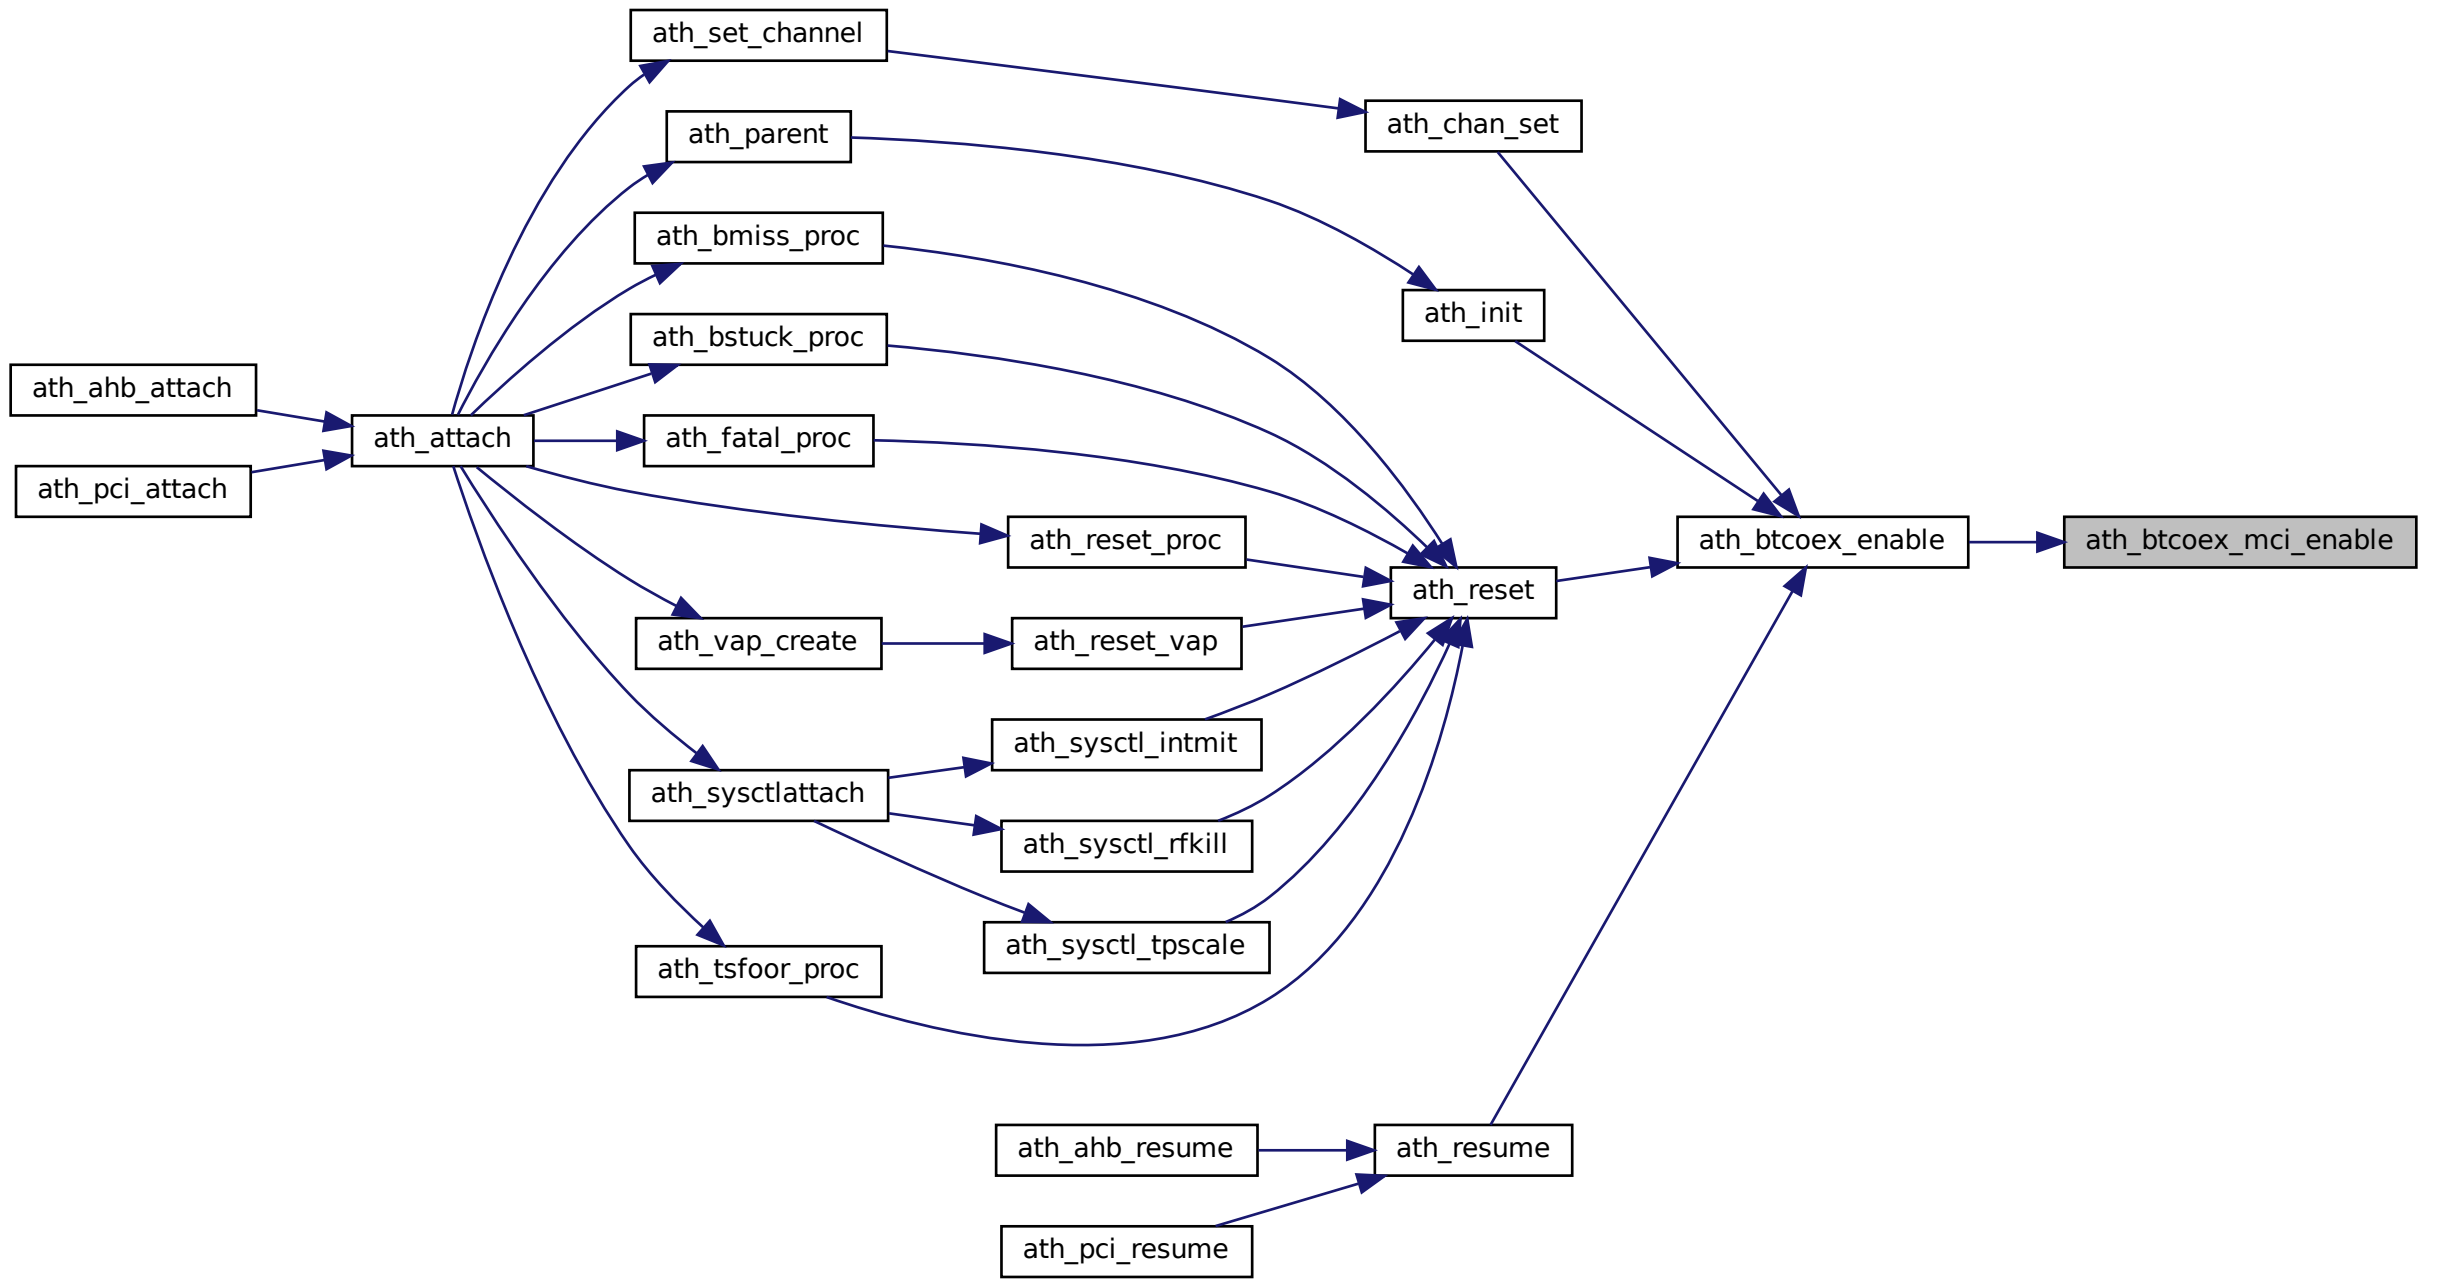 ath_set_channel
ath_chan_set
ath_parent
ath_bmiss_proc
ath_init
ath_bstuck_proc
ath_ahb_attach
ath_attach
ath_fatal_proc
ath_pci_attach
ath_reset_proc
ath_btcoex_enable
ath_btcoex_mci_enable
ath_reset
ath_vap_create
ath_reset_vap
ath_sysctl_intmit
ath_sysctlattach
ath_sysctl_rfkill
ath_sysctl_tpscale
ath_tsfoor_proc
ath_ahb_resume
ath_resume
ath_pci_resume